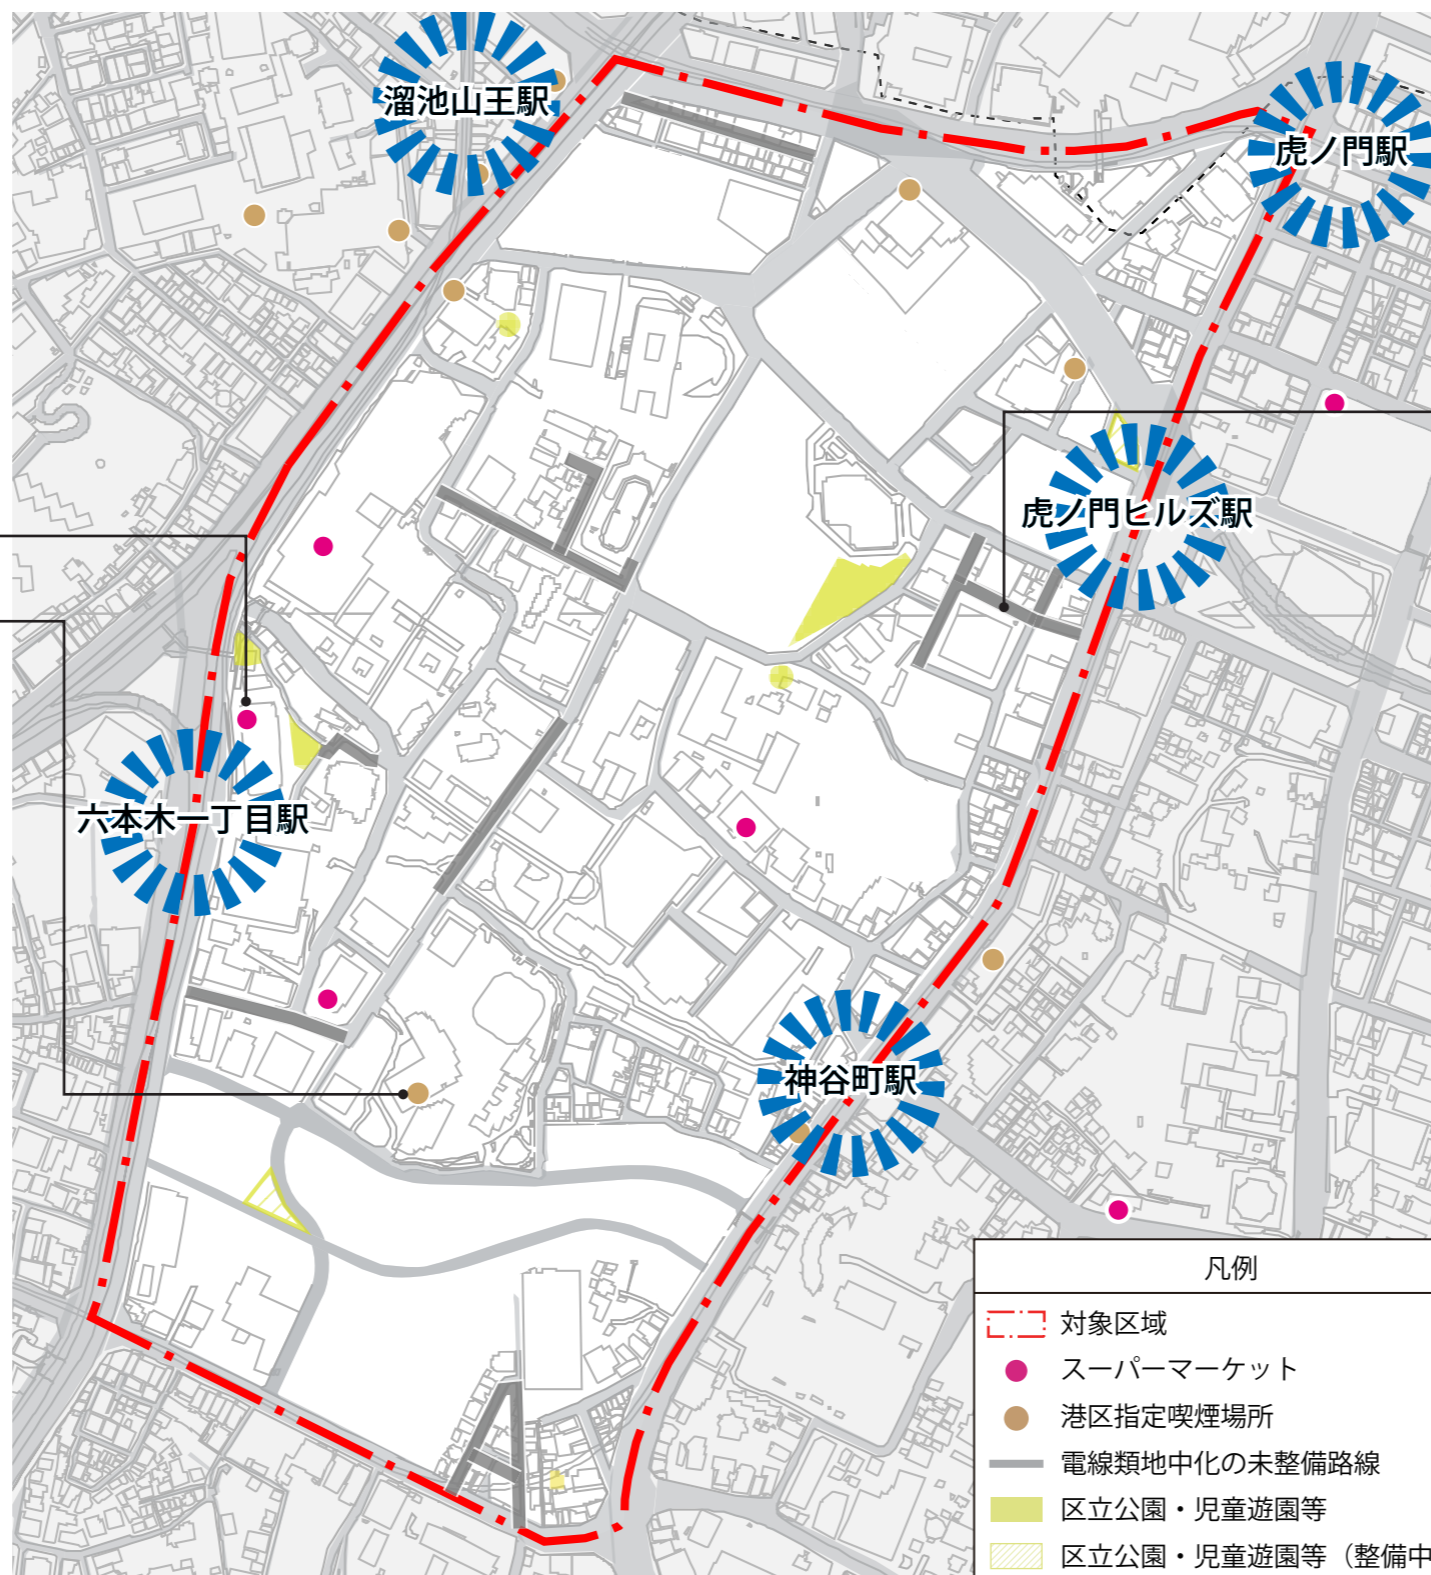 溜池山王駅
虎ノ門駅
虎ノ門ヒルズ駅
六本木一丁目駅
神谷町駅
凡例
対象区域
スーパーマーケット
港区指定喫煙場所
電線類地中化の未整備路線
区立公園・児童遊園等
区立公園・児童遊園等（整備中